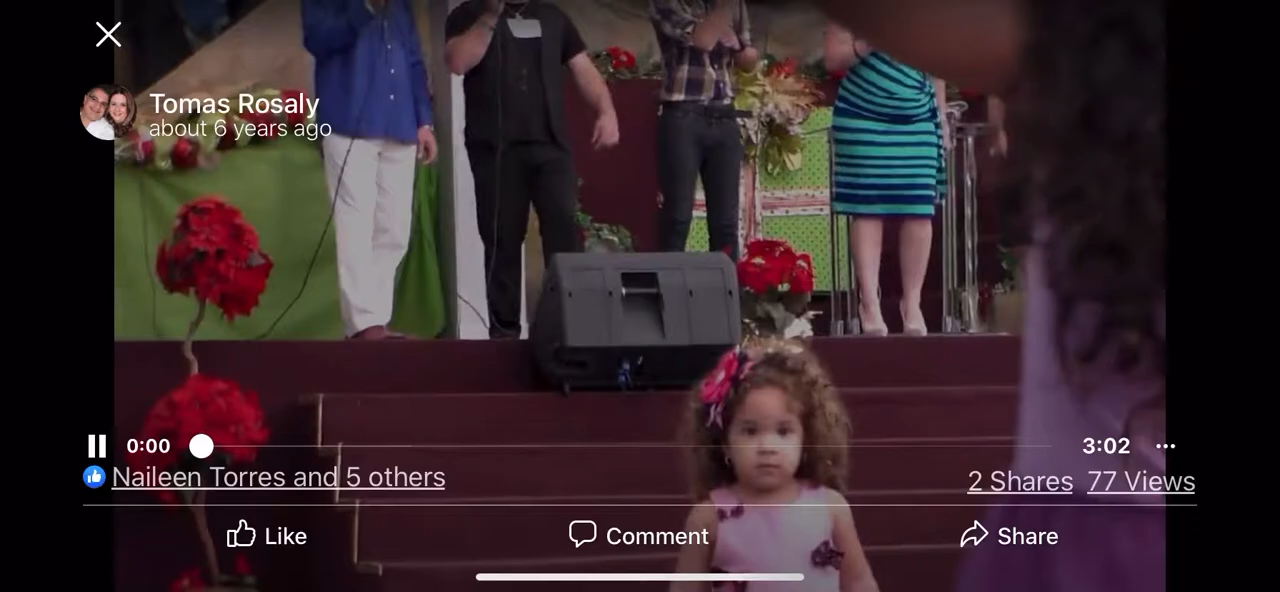 Tomas Rosaly
about 6 years ago
0:00
3:02
Naileen Torres and 5 others
2 Shares 77 Views
Like
Comment
Share